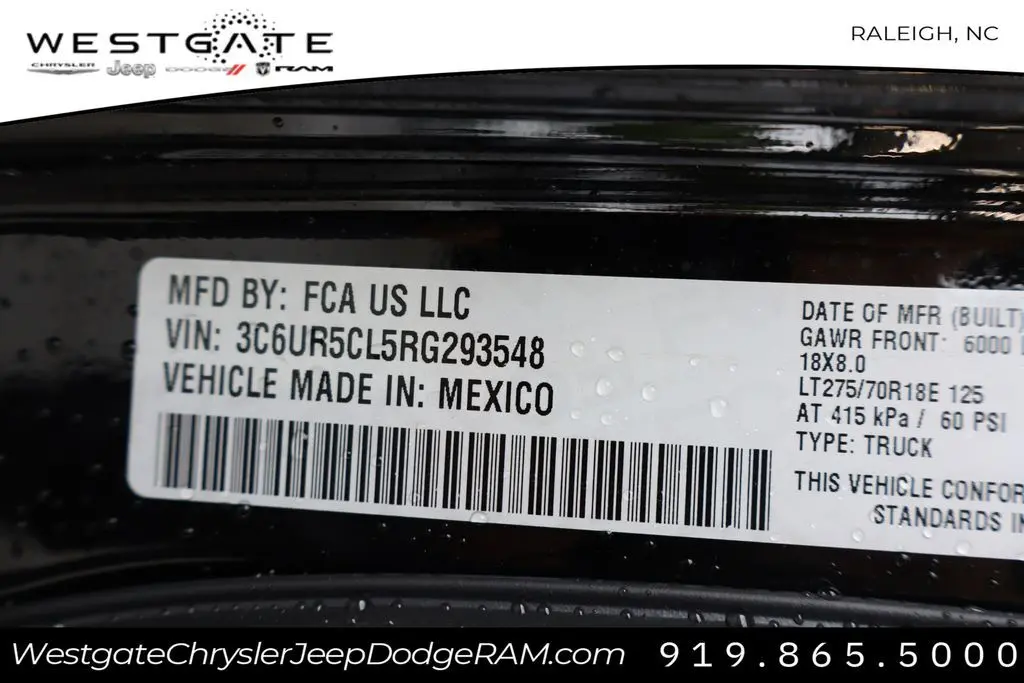 WESTGATE
CHRYSLER Jeep DODGE RAM
RALEIGH, NC
MFD BY: FCA US LLC
VIN: 3C6UR5CL5RG293548
VEHICLE MADE IN: MEXICO
DATE OF MFR (BUILT)
GAWR FRONT: 6000
18X8.0
LT275/70R18E 125
AT 415 kPa / 60 PSI
TYPE: TRUCK
THIS VEHICLE CONFOR
STANDARDS IN
WestgateChryslerJeepDodgeRAM.com
919.865.5000